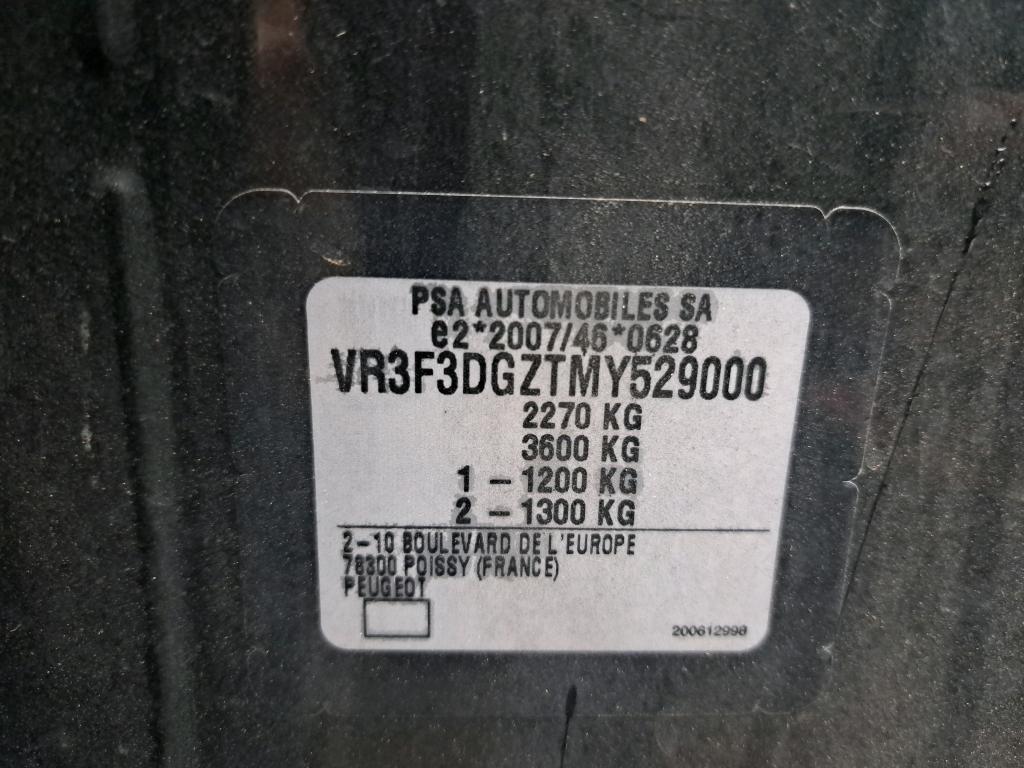 PSA AUTOMOBILES SA
e2*2007/46*0628
VR3F3DGZTMY529000
2270 KG
3600 KG
1 - 1200 KG
2 - 1300 KG
2-10 BOULEVARD DE L'EUROPE
78300 POISSY (FRANCE)
PEUGEOT
200612998